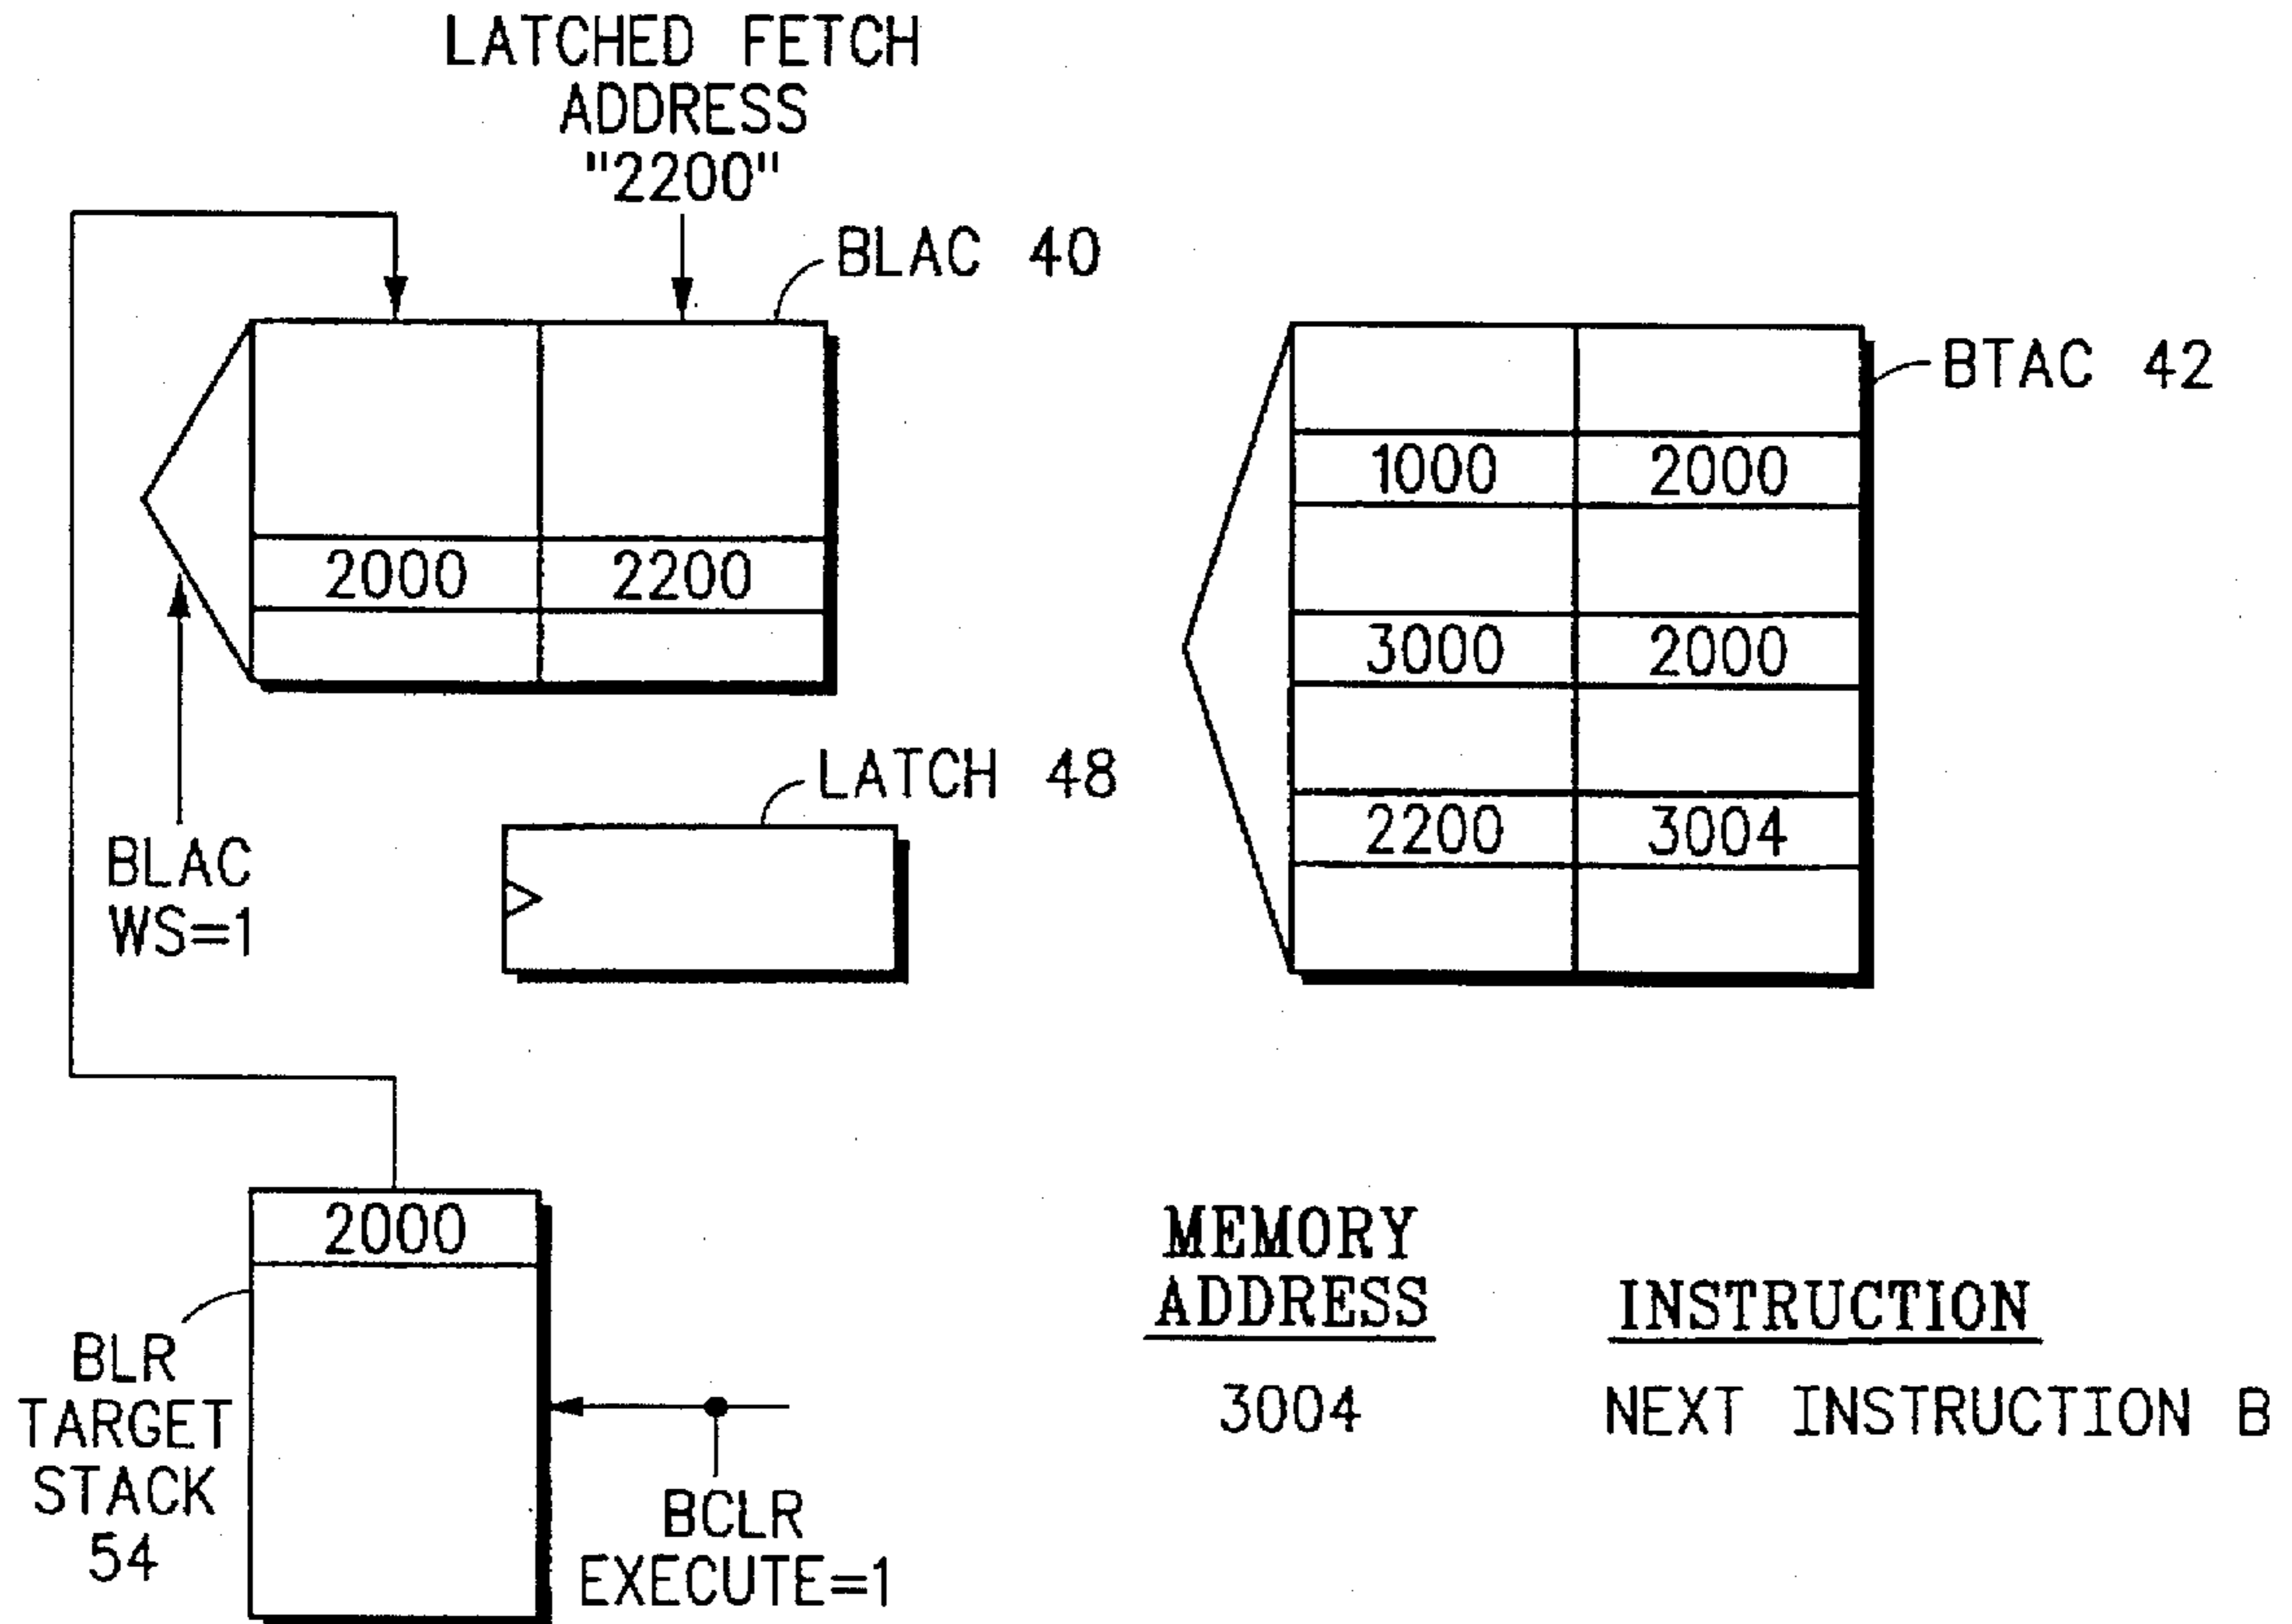 LATCHED FETCH
ADDRESS
"2200"
BLAC 40
BTAC 42
1000 2000
2000 2200
3000 2000
LATCH 48
2200 3004
BLAC
WS=1
2000
MEMORY
ADDRESS INSTRUCTION
BLR
TARGET
STACK
54
3004 NEXT INSTRUCTION B
BCLR
EXECUTE=1